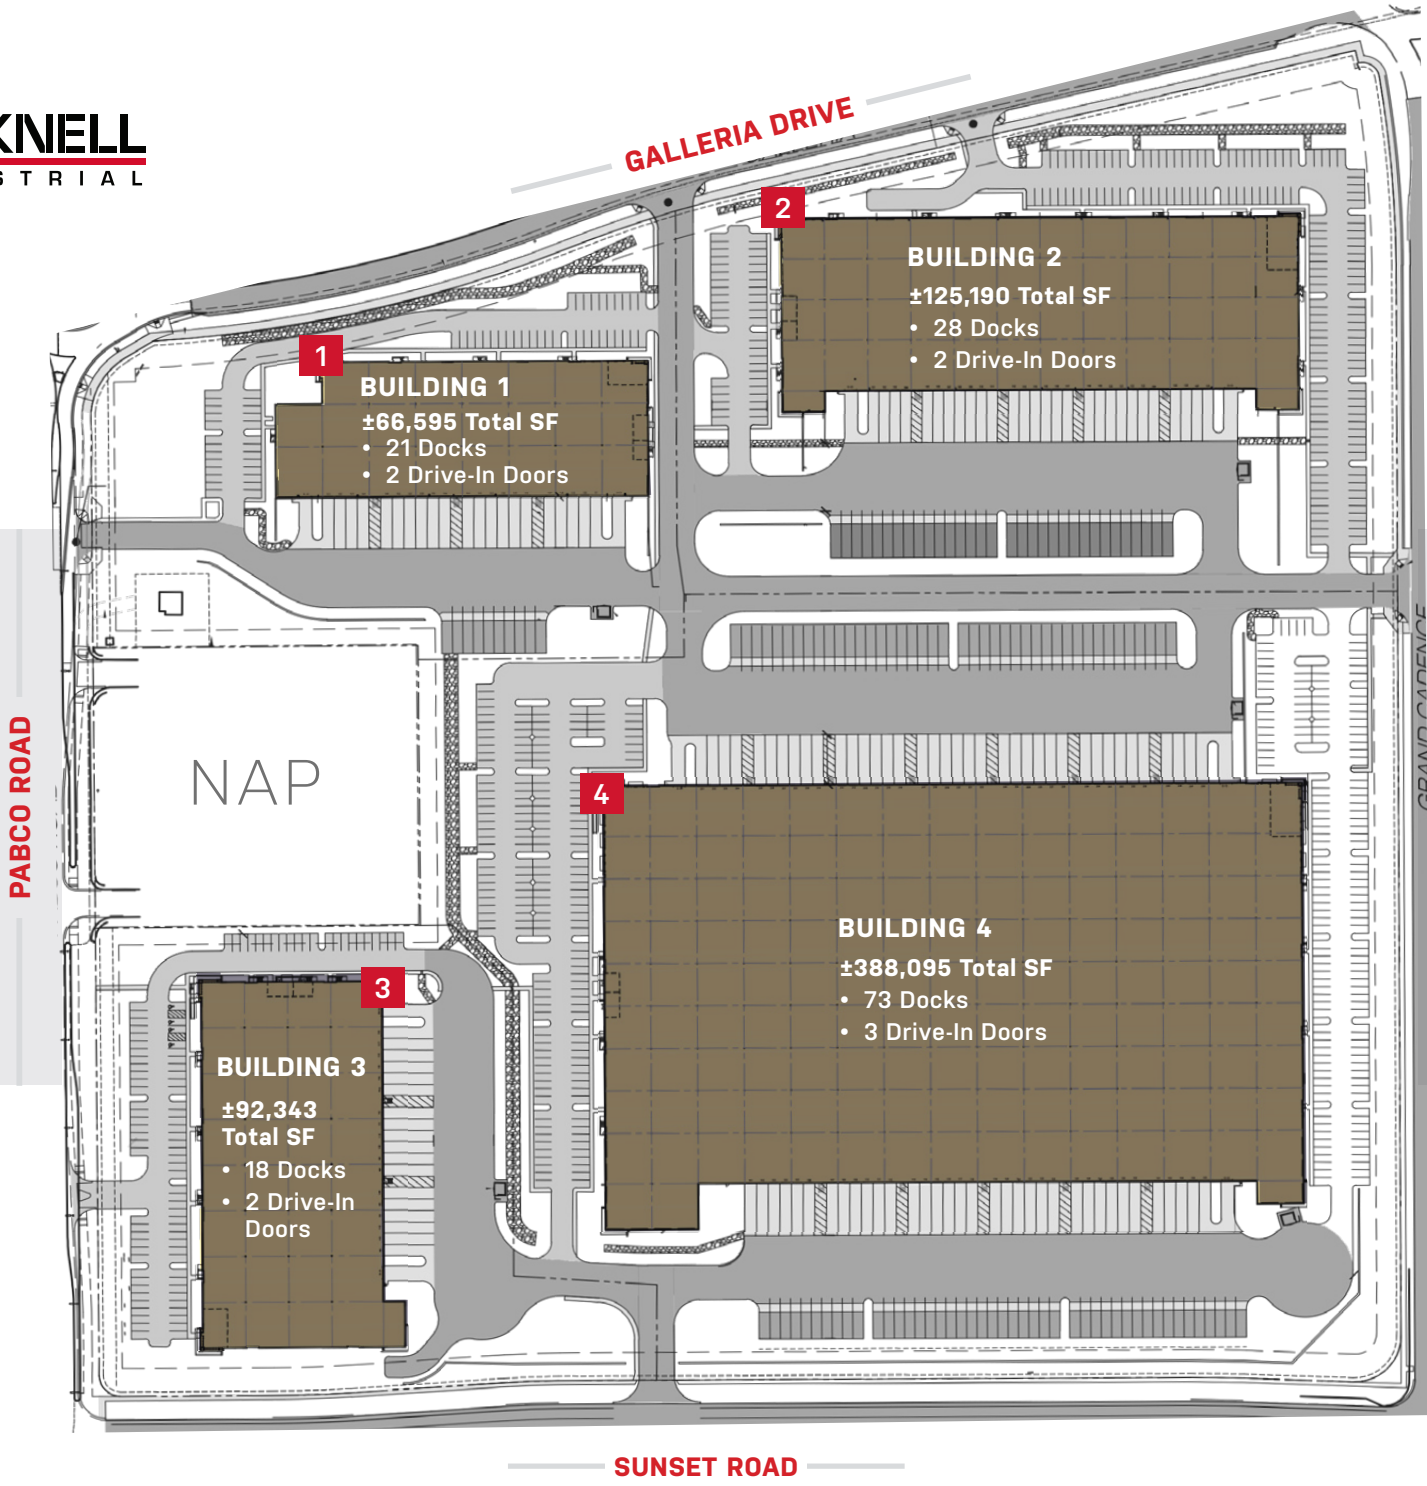 KNELL
STRIAL
GALLERIA DRIVE
2
BUILDING 2
±125,190 Total SF
• 28 Docks
• 2 Drive-In Doors
1
BUILDING 1
±66,595 Total SF
• 21 Docks
• 2 Drive-In Doors
NAP
PABCO ROAD
GRAND CADENCE
4
BUILDING 4
±388,095 Total SF
• 73 Docks
• 3 Drive-In Doors
3
BUILDING 3
±92,343
Total SF
• 18 Docks
• 2 Drive-In
Doors
SUNSET ROAD